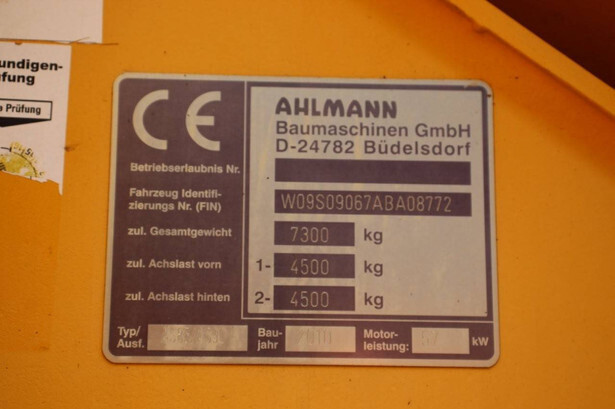 undigen-
fung
Prüfung
CE
AHLMANN
Baumaschinen GmbH
D-24782 Büdelsdorf
Betriebserlaubnis Nr.
Fahrzeug Identifi-
zierungs Nr. (FIN)
W09S09067ABA08772
zul. Gesamtgewicht
7300 kg
zul. Achslast vorn
1- 4500 kg
zul. Achslast hinten
2- 4500 kg
Typ/
Ausf.
Bau-
jahr
Motor-
leistung:
kW